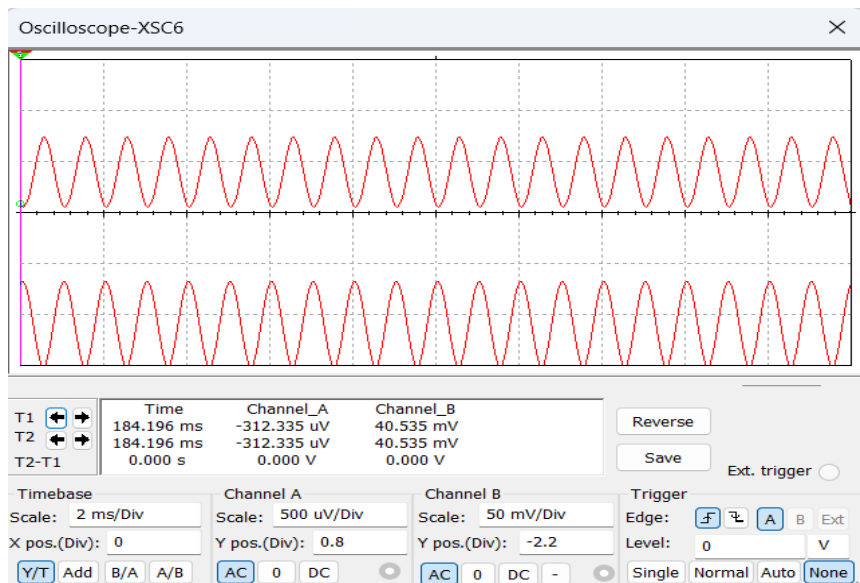 Oscilloscope-XSC6
T1
T2
T2-T1
Time Channel_A Channel_B
184.196 ms -312.335 uV 40.535 mV
184.196 ms -312.335 uV 40.535 mV
0.000 s 0.000 V 0.000 V
Reverse
Save
Ext. trigger
Timebase
Scale: 2 ms/Div
X pos.(Div): 0
Y/T Add B/A A/B
Channel A
Scale: 500 uV/Div
Y pos.(Div): 0.8
AC 0 DC
Channel B
Scale: 50 mV/Div
Y pos.(Div): -2.2
AC 0 DC -
Trigger
Edge: A B Ext
Level: 0 V
Single Normal Auto None